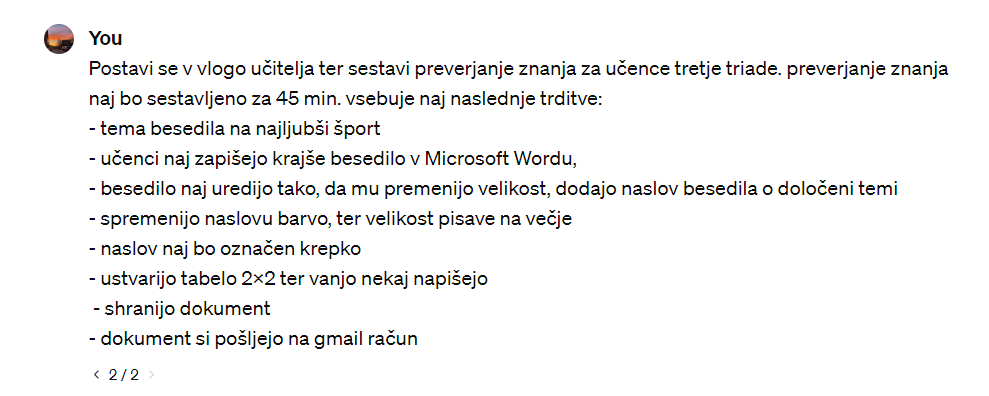 You
Postavi se v vlogo učitelja ter sestavi preverjanje znanja za učence tretje triade. preverjanje znanja
naj bo sestavljeno za 45 min. vsebuje naj naslednje trditve:
- tema besedila na najljubši šport
- učenci naj zapišejo krajše besedilo v Microsoft Wordu,
- besedilo naj uredijo tako, da mu premenijo velikost, dodajo naslov besedila o določeni temi
- spremenijo naslovu barvo, ter velikost pisave na večje
- naslov naj bo označen krepko
- ustvarijo tabelo 2×2 ter vanjo nekaj napišejo
- shranijo dokument
- dokument si pošljejo na gmail račun
< 2 / 2 >